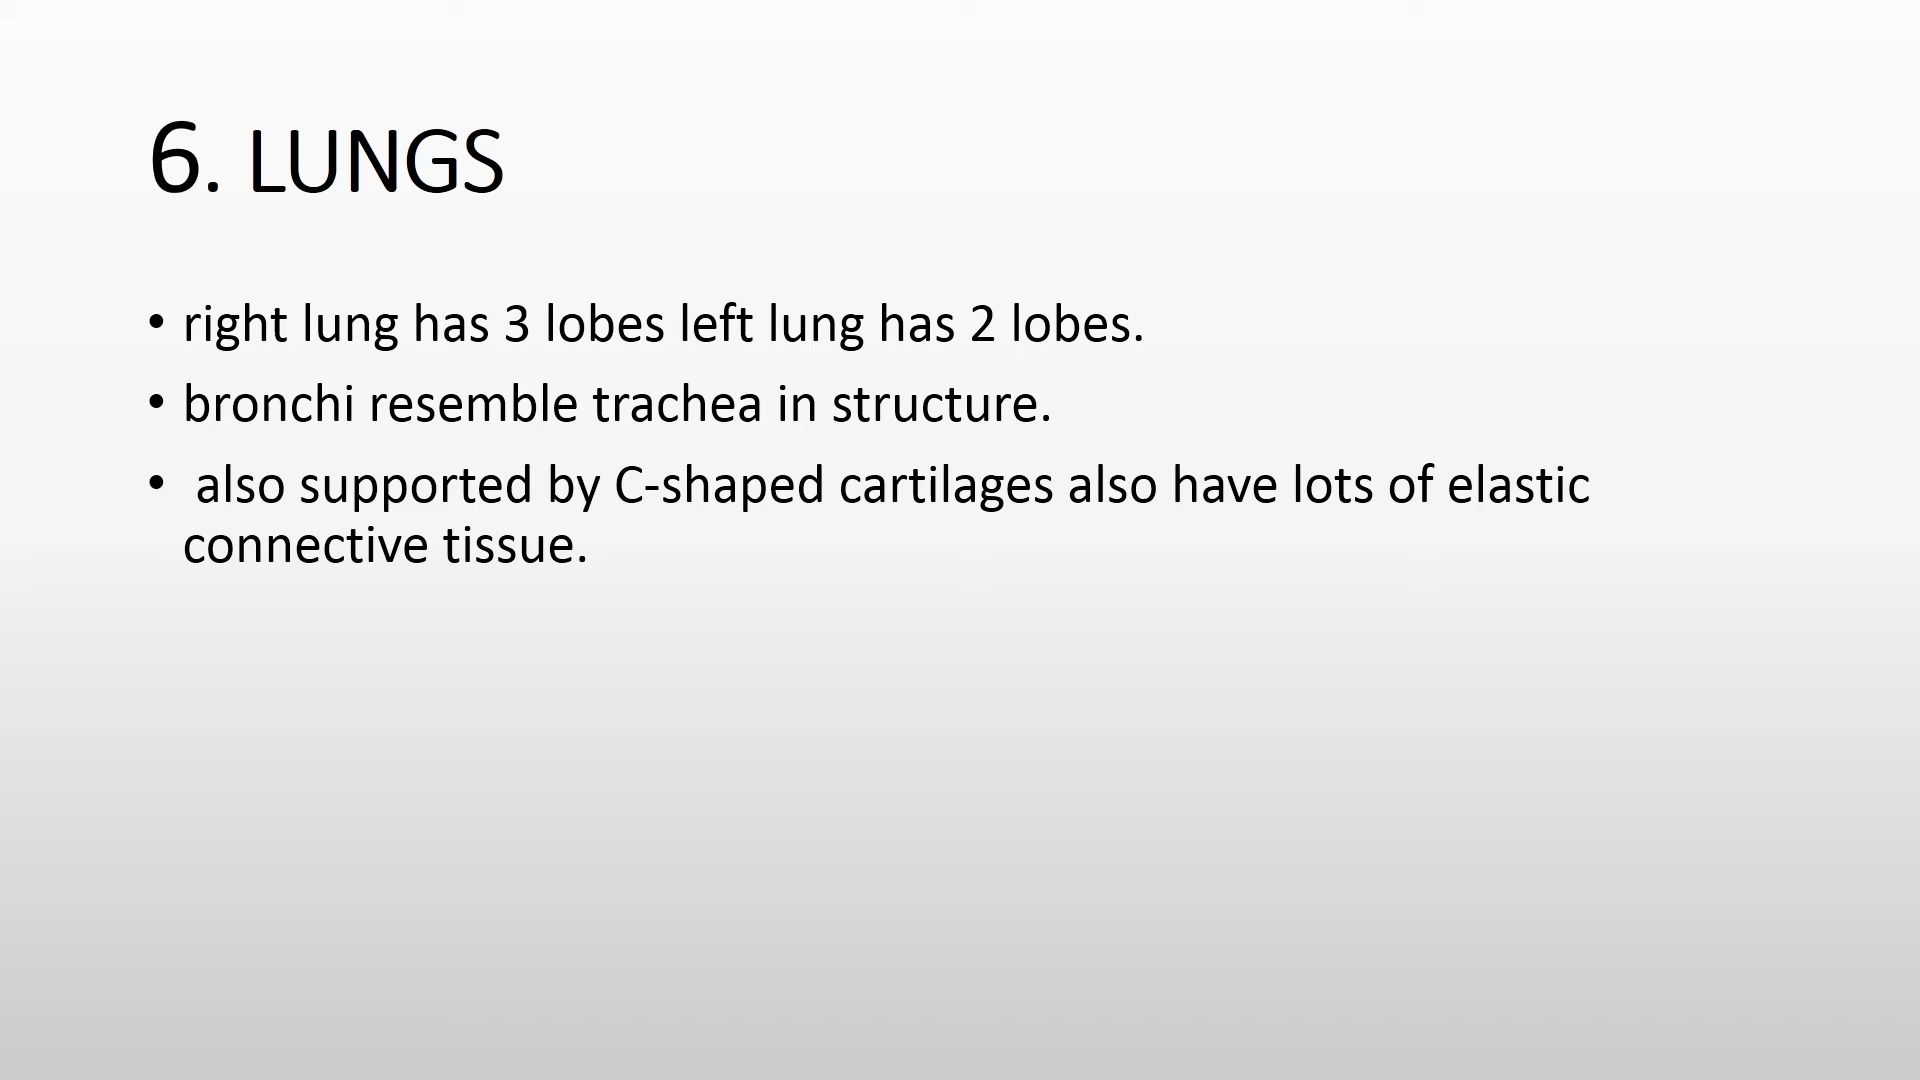 6. LUNGS
• right lung has 3 lobes left lung has 2 lobes.
• bronchi resemble trachea in structure.
• also supported by C-shaped cartilages also have lots of elastic
connective tissue.